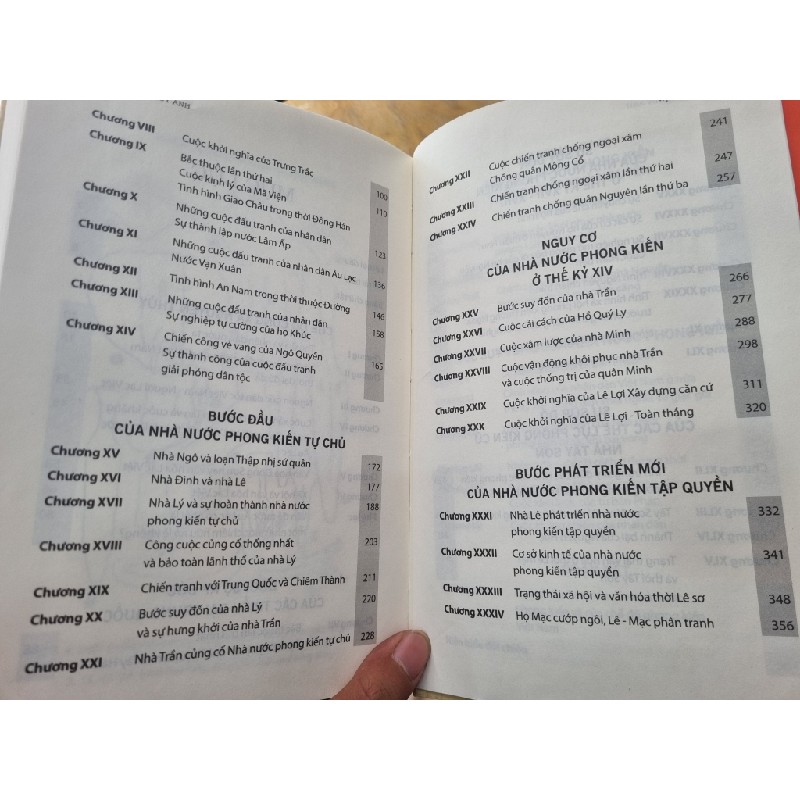 ANH
Chương VIII
Cuộc khởi nghĩa của Trưng Trắc
Chương IX
Bắc thuộc lần thứ hai
Cuộc kinh lý của Mã Viện 100
Chương X
Tình hình Giao Châu trong thời Đông Hán 110
Những cuộc đấu tranh của nhân dân
Chương XI
Sự thành lập nước Lâm Ấp 123
Những cuộc đấu tranh của nhân dân Âu Lạc
Chương XII
Nước Vạn Xuân 136
Chương XIII
Tình hình An Nam trong thời thuộc Đường 146
Những cuộc đấu tranh của nhân dân
Sự nghiệp tự cường của họ Khúc 158
Chương XIV
Chiến công vẻ vang của Ngô Quyền
Sự thành công của cuộc đấu tranh 165
giải phóng dân tộc
BƯỚC ĐẦU
CỦA NHÀ NƯỚC PHONG KIẾN TỰ CHỦ
Chương XV Nhà Ngô và loạn Thập nhị sứ quân 172
Chương XVI Nhà Đinh và nhà Lê 177
Chương XVII Nhà Lý và sự hoàn thành nhà nước 188
phong kiến tự chủ
Chương XVIII Công cuộc củng cố thống nhất 203
và bảo toàn lãnh thổ của nhà Lý
Chương XIX Chiến tranh với Trung Quốc và Chiêm Thành 211
Chương XX Bước suy đốn của nhà Lý 220
và sự hưng khởi của nhà Trần
Chương XXI Nhà Trần củng cố Nhà nước phong kiến tự chủ 228
Chương XXII Cuộc chiến tranh chống ngoại xâm 241
Chống quân Mông Cổ
Chương XXIII Chiến tranh chống ngoại xâm lần thứ hai 247
Chương XXIV Chiến tranh chống quân Nguyên lần thứ ba 257
NGUY CƠ
CỦA NHÀ NƯỚC PHONG KIẾN
Ở THẾ KỶ XIV
Chương XXV Bước suy đốn của nhà Trần 266
Chương XXVI Cuộc cải cách của Hồ Quý Ly 277
Chương XXVII Cuộc xâm lược của nhà Minh 288
Chương XXVIII Cuộc vận động khôi phục nhà Trần 298
và cuộc thống trị của quân Minh
Chương XXIX Cuộc khởi nghĩa của Lê Lợi Xây dựng căn cứ 311
Chương XXX Cuộc khởi nghĩa của Lê Lợi - Toàn thắng 320
BƯỚC PHÁT TRIỂN MỚI
CỦA NHÀ NƯỚC PHONG KIẾN TẬP QUYỀN
Chương XXXI Nhà Lê phát triển nhà nước 332
phong kiến tập quyền
Chương XXXII Cơ sở kinh tế của nhà nước 341
phong kiến tập quyền
Chương XXXIII Trạng thái xã hội và văn hóa thời Lê sơ 348
Chương XXXIV Họ Mạc cướp ngôi, Lê - Mạc phân tranh 356